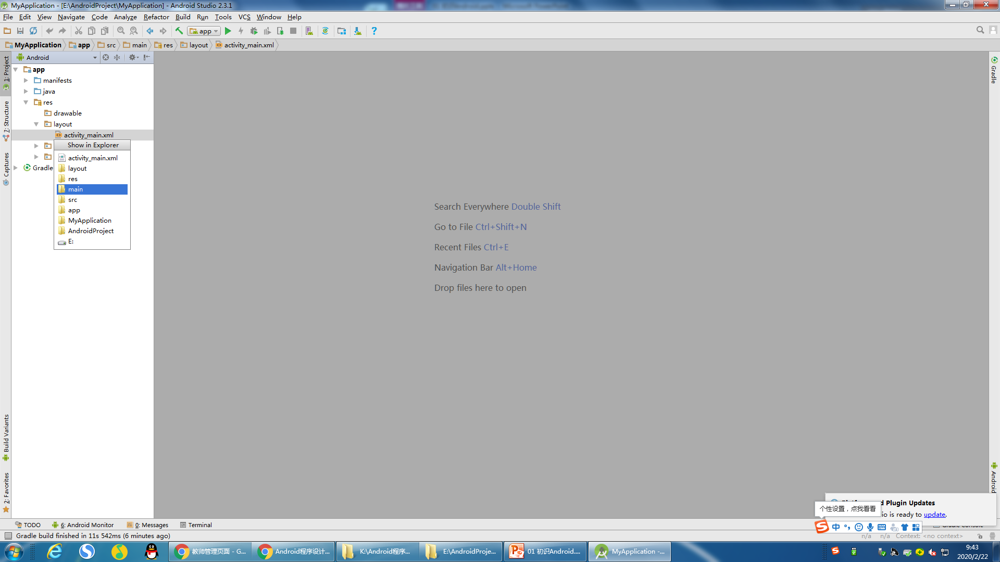 MyApplication - [E:\AndroidProject\MyApplication] - Android Studio 2.3.1
File Edit View Navigate Code Analyze Refactor Build Run Tools VCS Window Help
app
MyApplication app src main res layout activity_main.xml
1: Project
7: Structure
Captures
Build Variants
2: Favorites
Android
app
manifests
java
res
drawable
layout
activity_main.xml
Gradle
Show in Explorer
activity_main.xml
layout
res
main
src
app
MyApplication
AndroidProject
E:
Search Everywhere Double Shift
Go to File Ctrl+Shift+N
Recent Files Ctrl+E
Navigation Bar Alt+Home
Drop files here to open
Gradle
Android
Plugin Updates
io is ready to update.
个性设置，点我看看
中
TODO 6: Android Monitor 0: Messages Terminal Gradle Console
Gradle build finished in 11s 542ms (6 minutes ago)
n/a n/a Context: <no context>
教师管理页面 - G...
Android程序设计...
K:\Android程序...
E:\AndroidProje...
01 初识Android....
MyApplication -...
9:43
2020/2/22